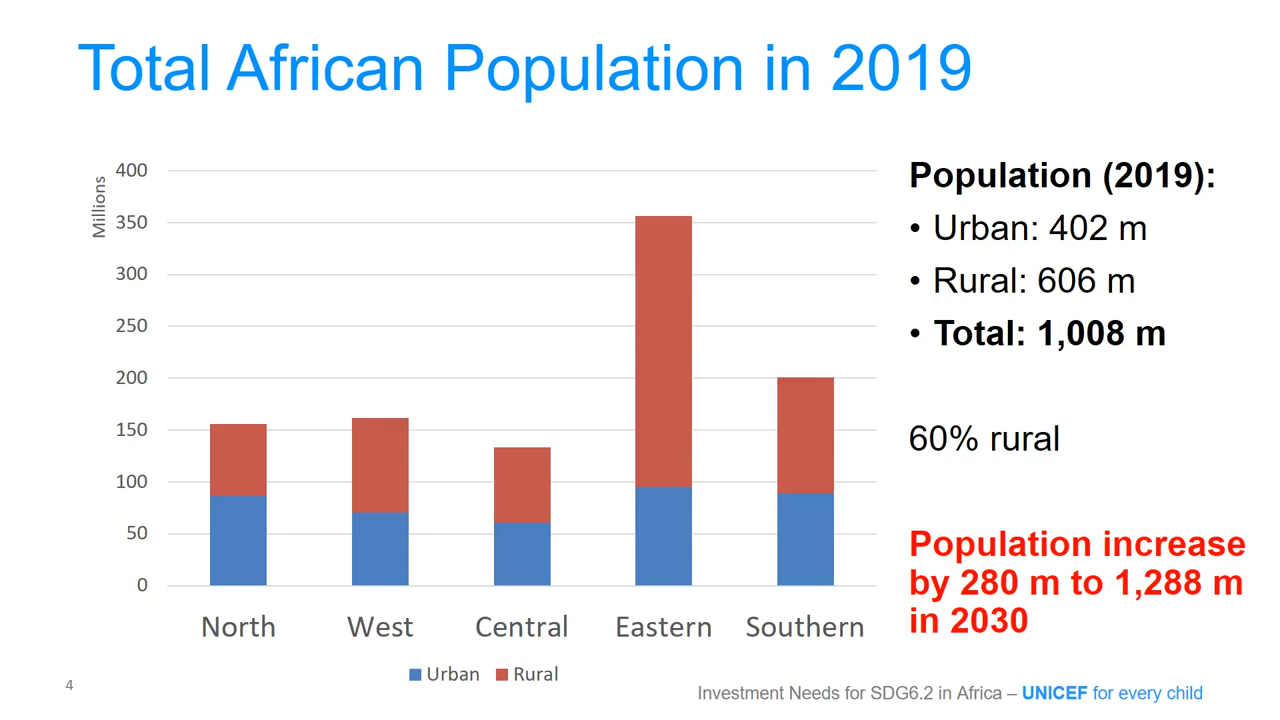 Total African Population in 2019
Millions
400
350
300
250
200
150
100
50
0
North West Central Eastern Southern
Urban Rural
Population (2019):
• Urban: 402 m
• Rural: 606 m
• Total: 1,008 m
60% rural
Population increase
by 280 m to 1,288 m
in 2030
4
Investment Needs for SDG6.2 in Africa – UNICEF for every child